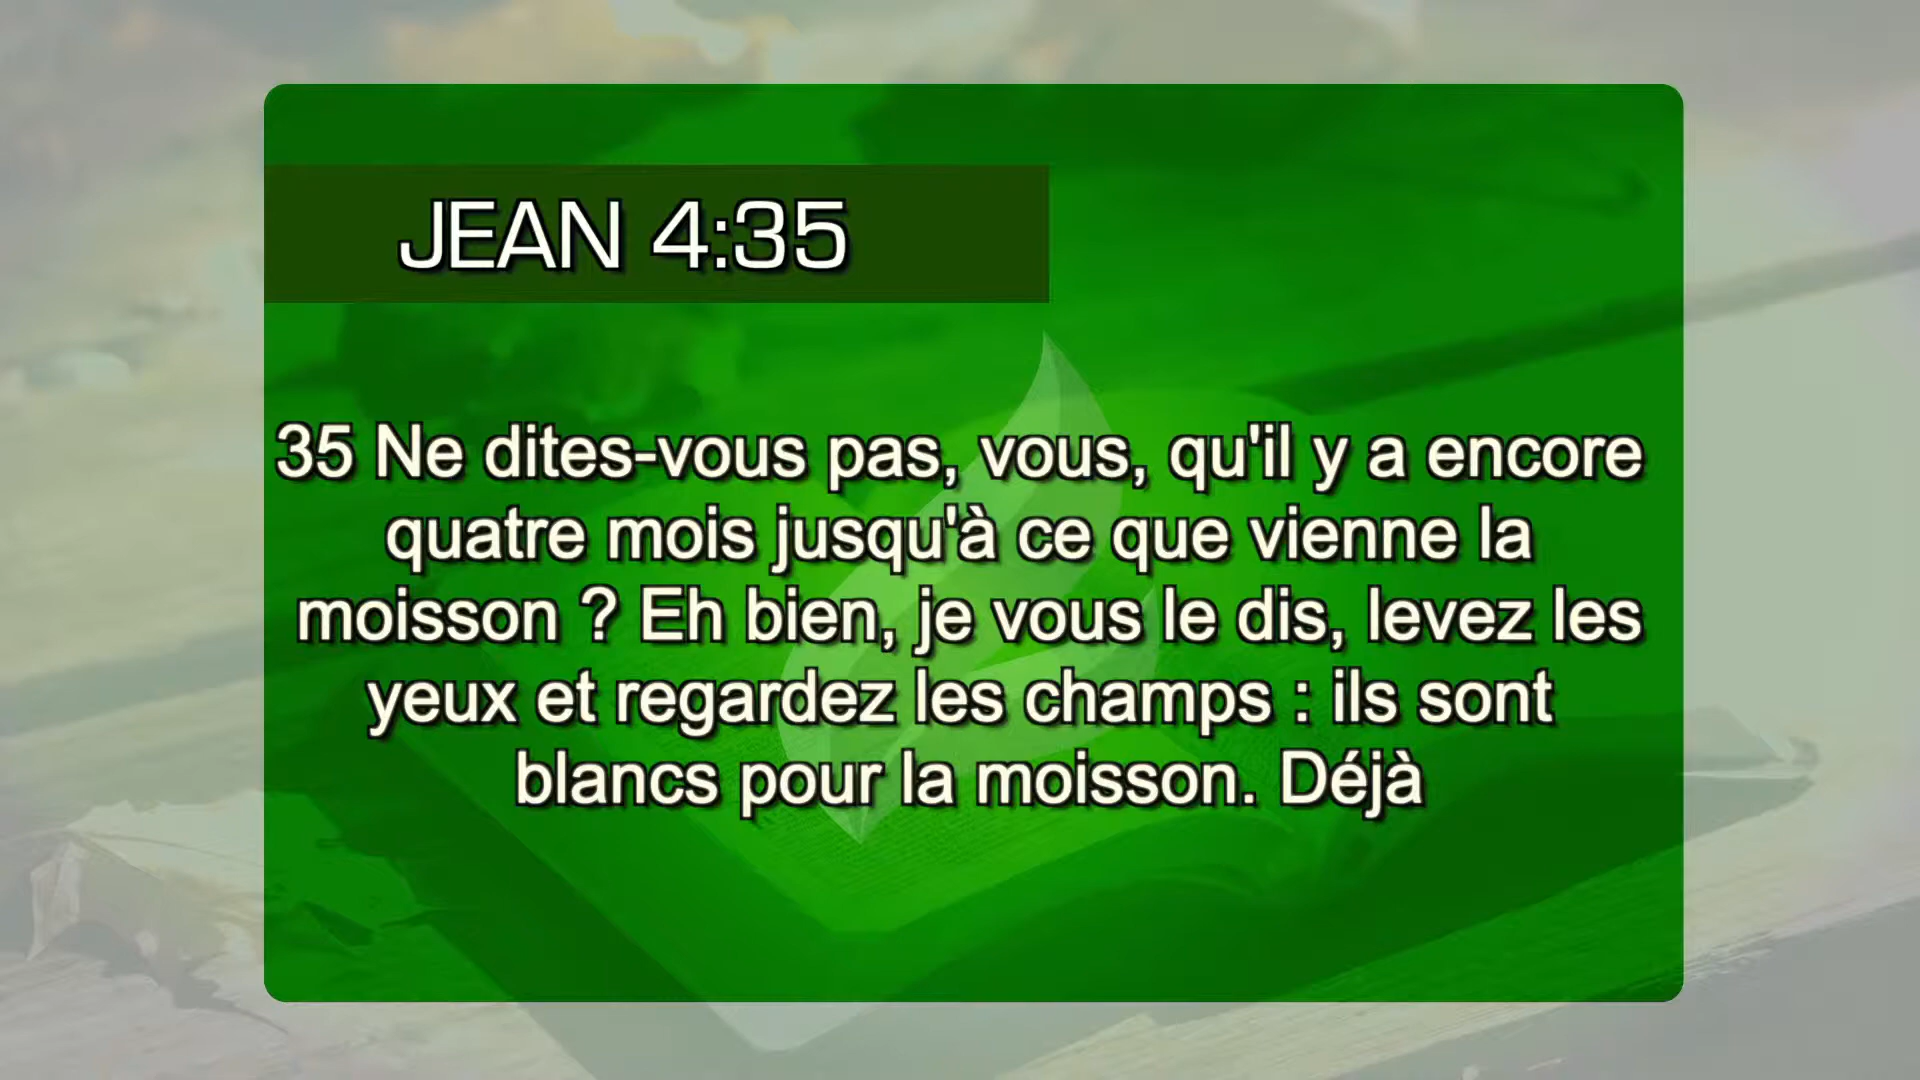 JEAN 4:35
35 Ne dites-vous pas, vous, qu'il y a encore
quatre mois jusqu'à ce que vienne la
moisson ? Eh bien, je vous le dis, levez les
yeux et regardez les champs : ils sont
blancs pour la moisson. Déjà